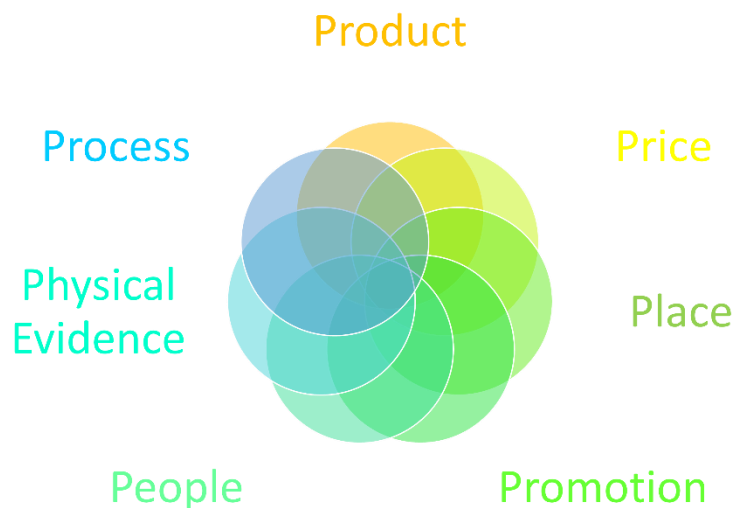 Product
Process
Price
Physical
Evidence
Place
People
Promotion